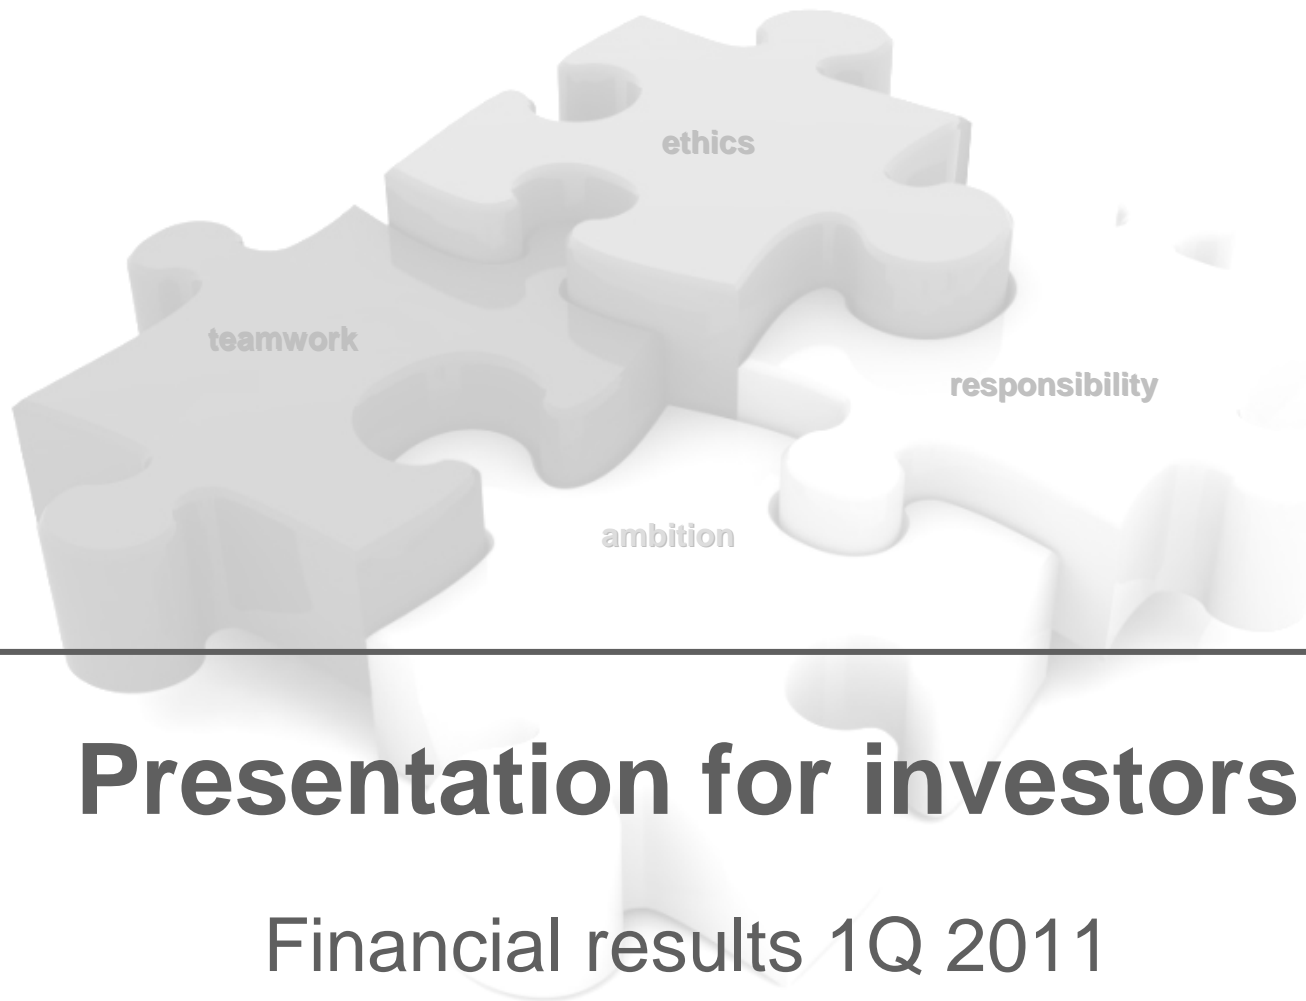 ethics
teamwork
responsibility
ambition
Presentation for investors
Financial results 1Q 2011